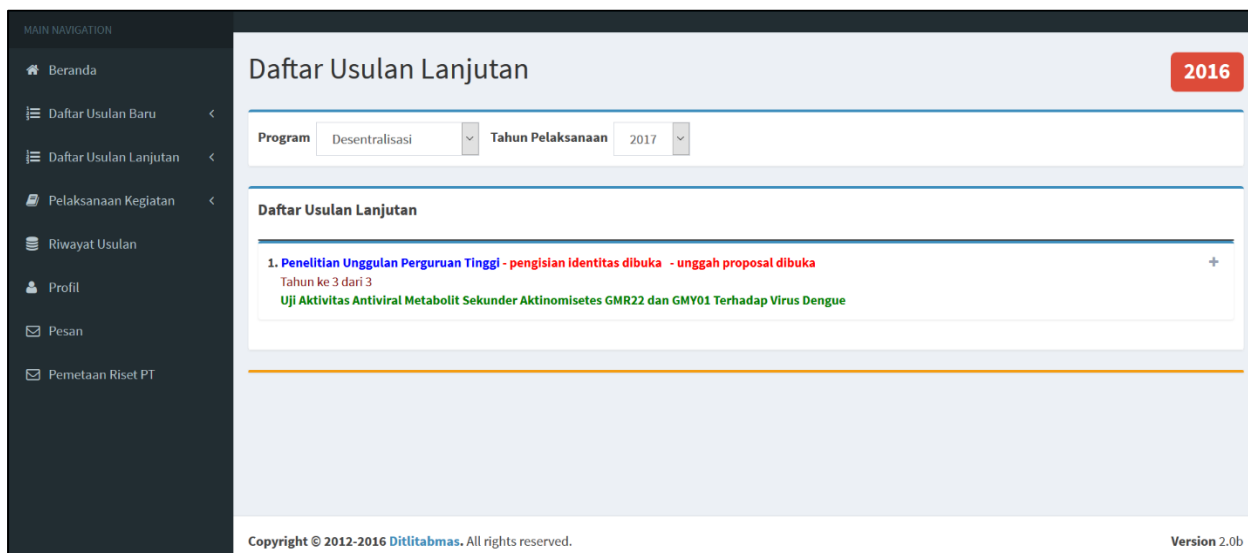 MAIN NAVIGATION
Beranda
Daftar Usulan Baru
Daftar Usulan Lanjutan
Pelaksanaan Kegiatan
Riwayat Usulan
Profil
Pesan
Pemetaan Riset PT
Daftar Usulan Lanjutan
2016
Program Desentralisasi Tahun Pelaksanaan 2017
Daftar Usulan Lanjutan
1. Penelitian Unggulan Perguruan Tinggi - pengisian identitas dibuka - unggah proposal dibuka
Tahun ke 3 dari 3
Uji Aktivitas Antiviral Metabolit Sekunder Aktinomisetes GMR22 dan GMY01 Terhadap Virus Dengue
Copyright © 2012-2016 Ditlitabmas. All rights reserved.
Version 2.0b